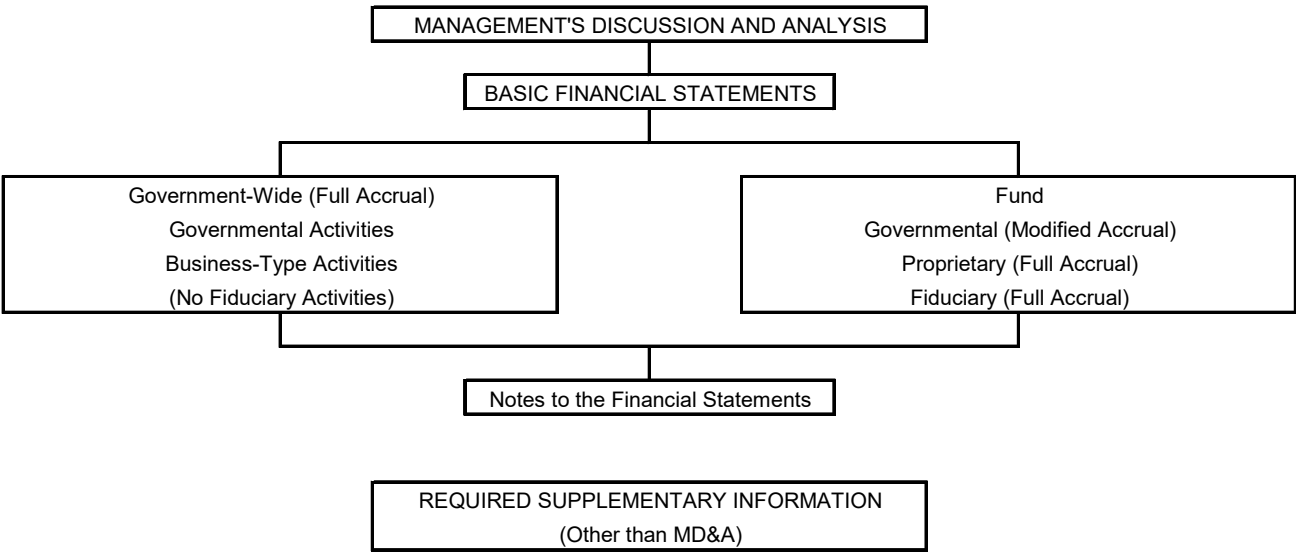 MANAGEMENT'S DISCUSSION AND ANALYSIS
BASIC FINANCIAL STATEMENTS
Government-Wide (Full Accrual)
Governmental Activities
Business-Type Activities
(No Fiduciary Activities)
Fund
Governmental (Modified Accrual)
Proprietary (Full Accrual)
Fiduciary (Full Accrual)
Notes to the Financial Statements
REQUIRED SUPPLEMENTARY INFORMATION
(Other than MD&A)